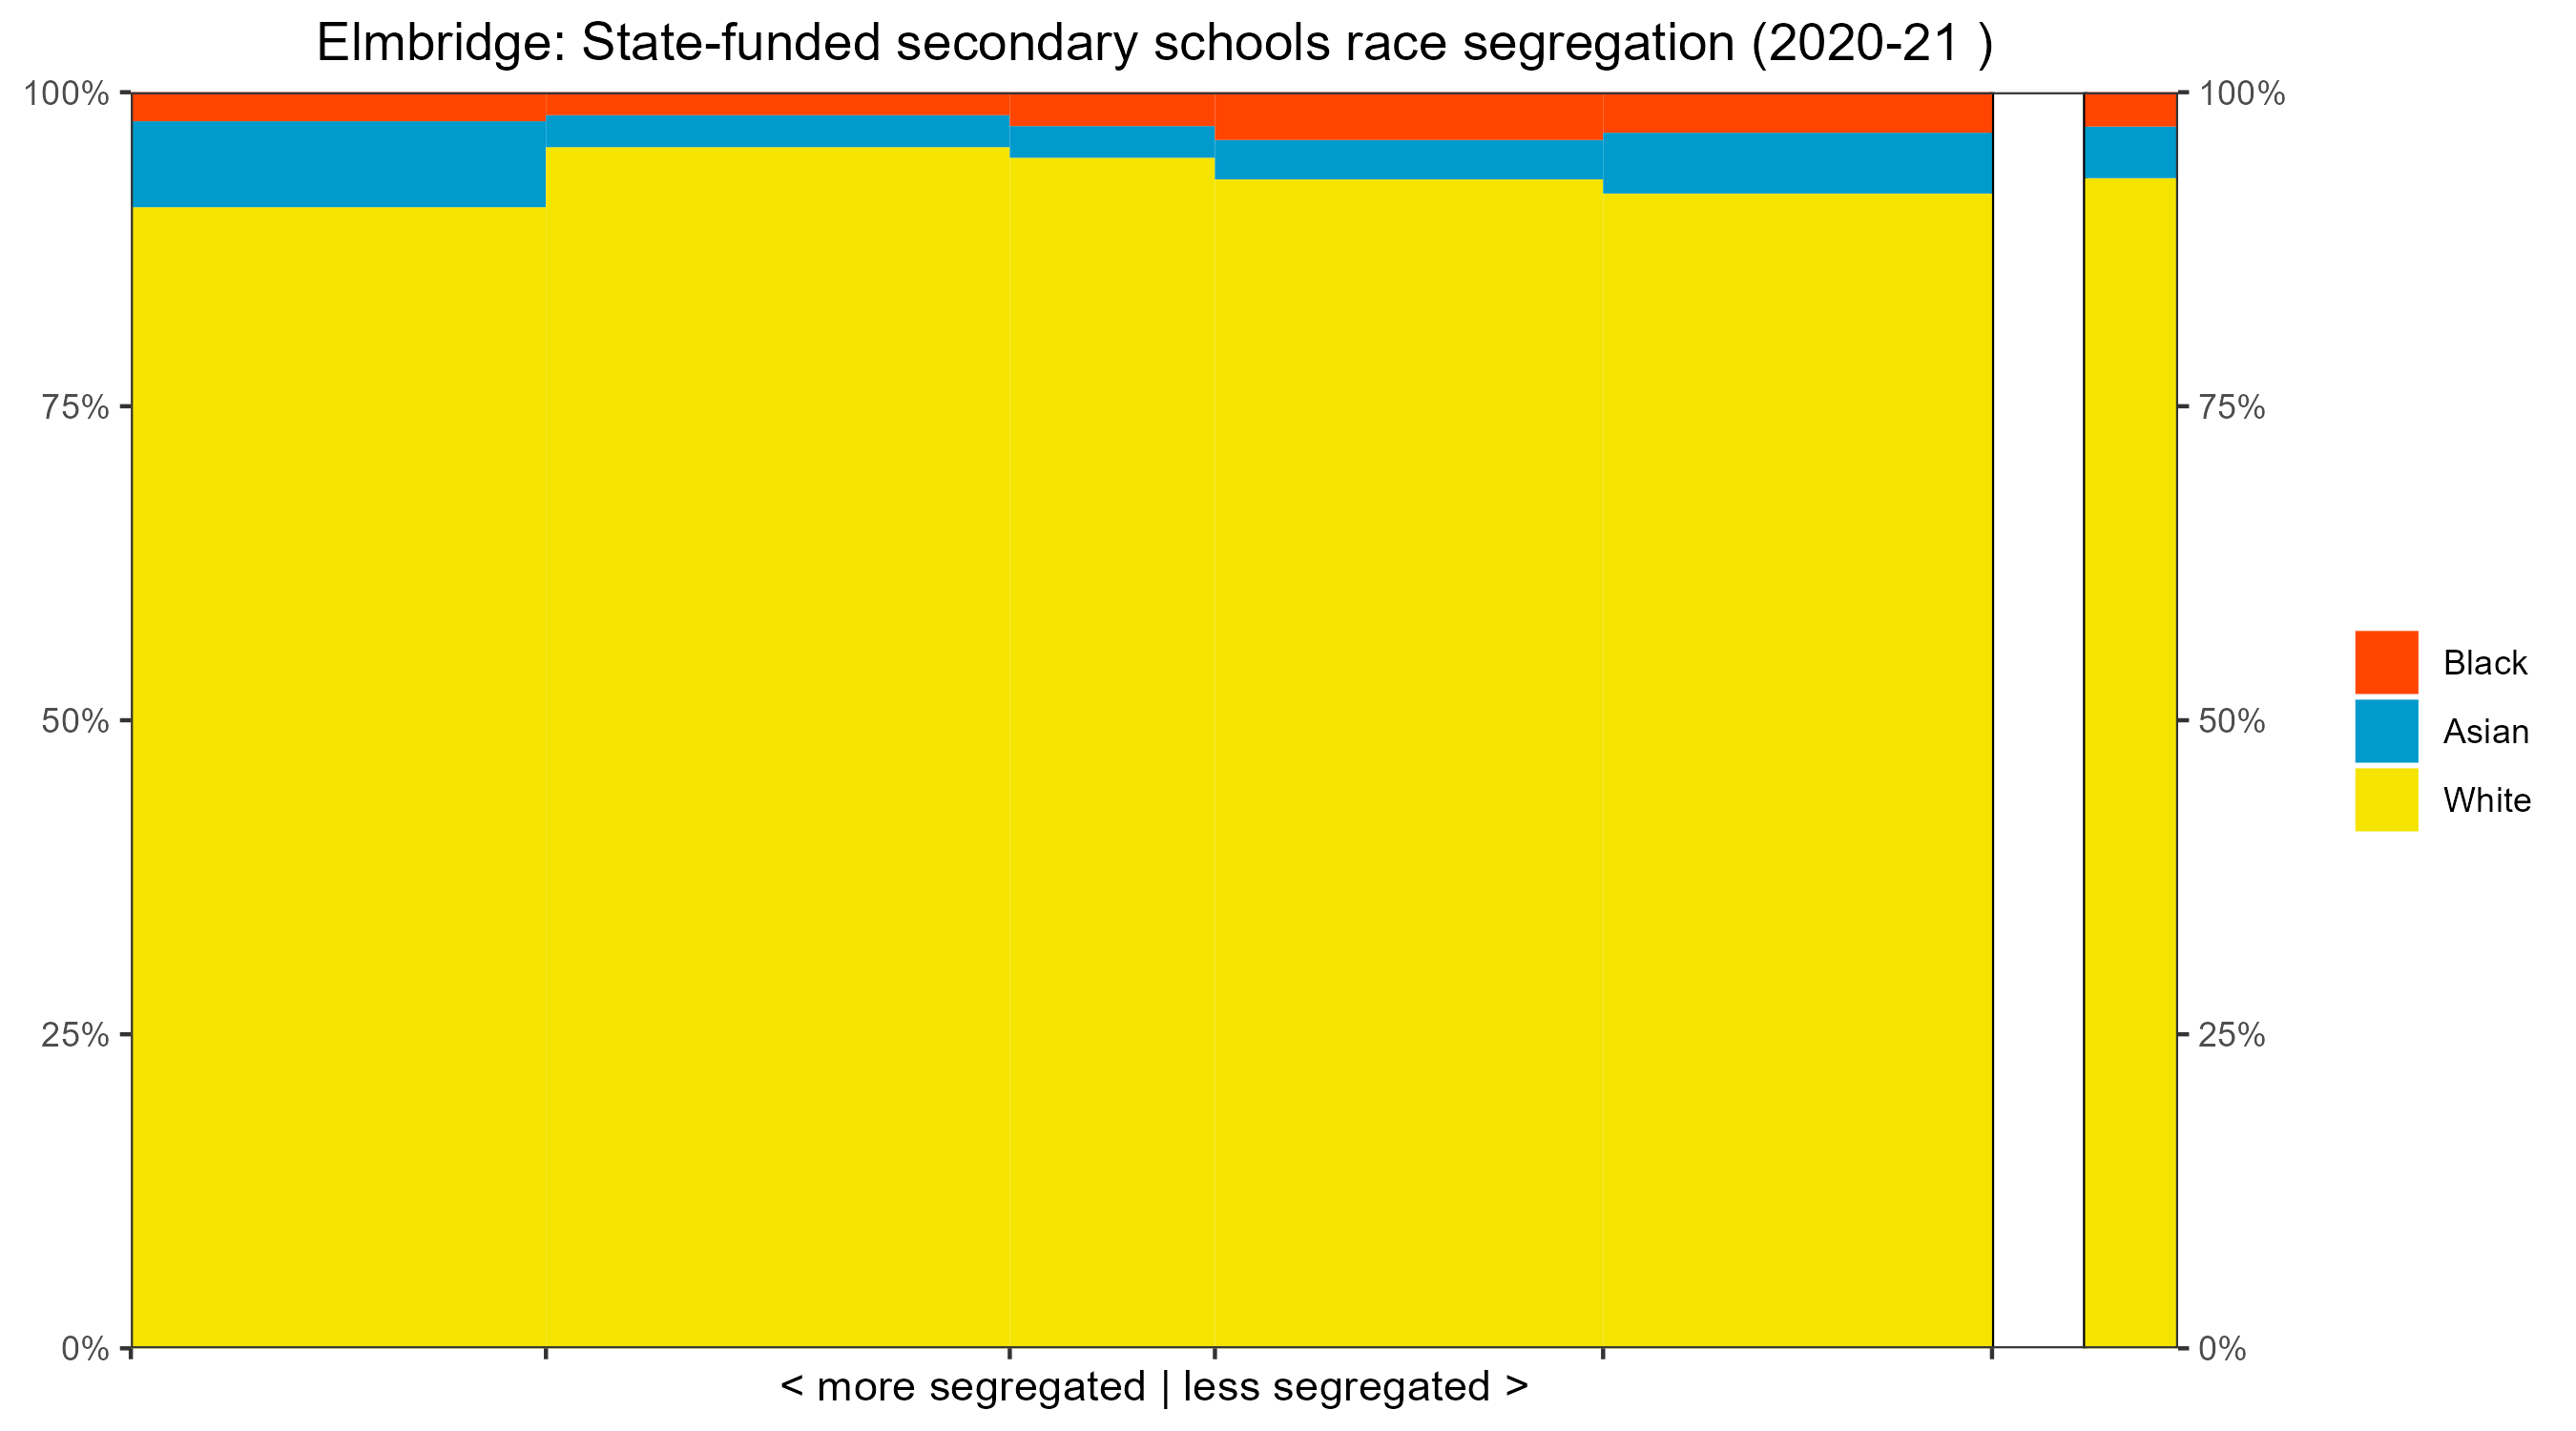 Elmbridge: State-funded secondary schools race segregation (2020-21 )
100%
75%
50%
25%
0%
100%
75%
50%
25%
0%
Black
Asian
White
< more segregated | less segregated >